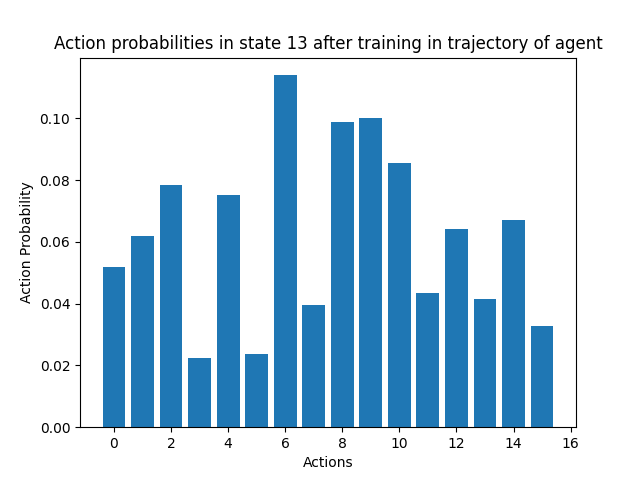 Action probabilities in state 13 after training in trajectory of agent
0.10
0.08
0.06
0.04
0.02
0.00
Action Probability
0 2 4 6 8 10 12 14 16
Actions